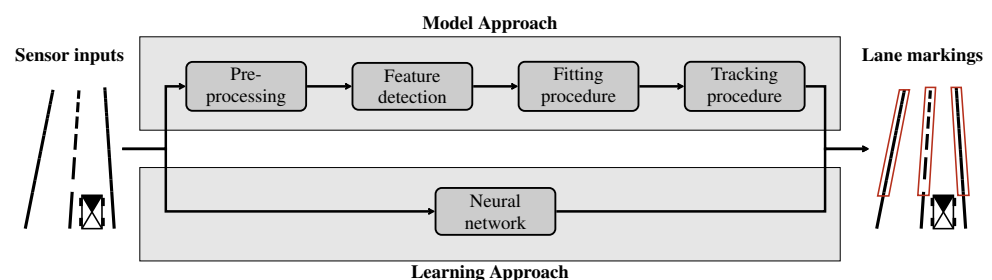 Model Approach
Sensor inputs
Lane markings
Pre-
processing
Feature
detection
Fitting
procedure
Tracking
procedure
Neural
network
Learning Approach